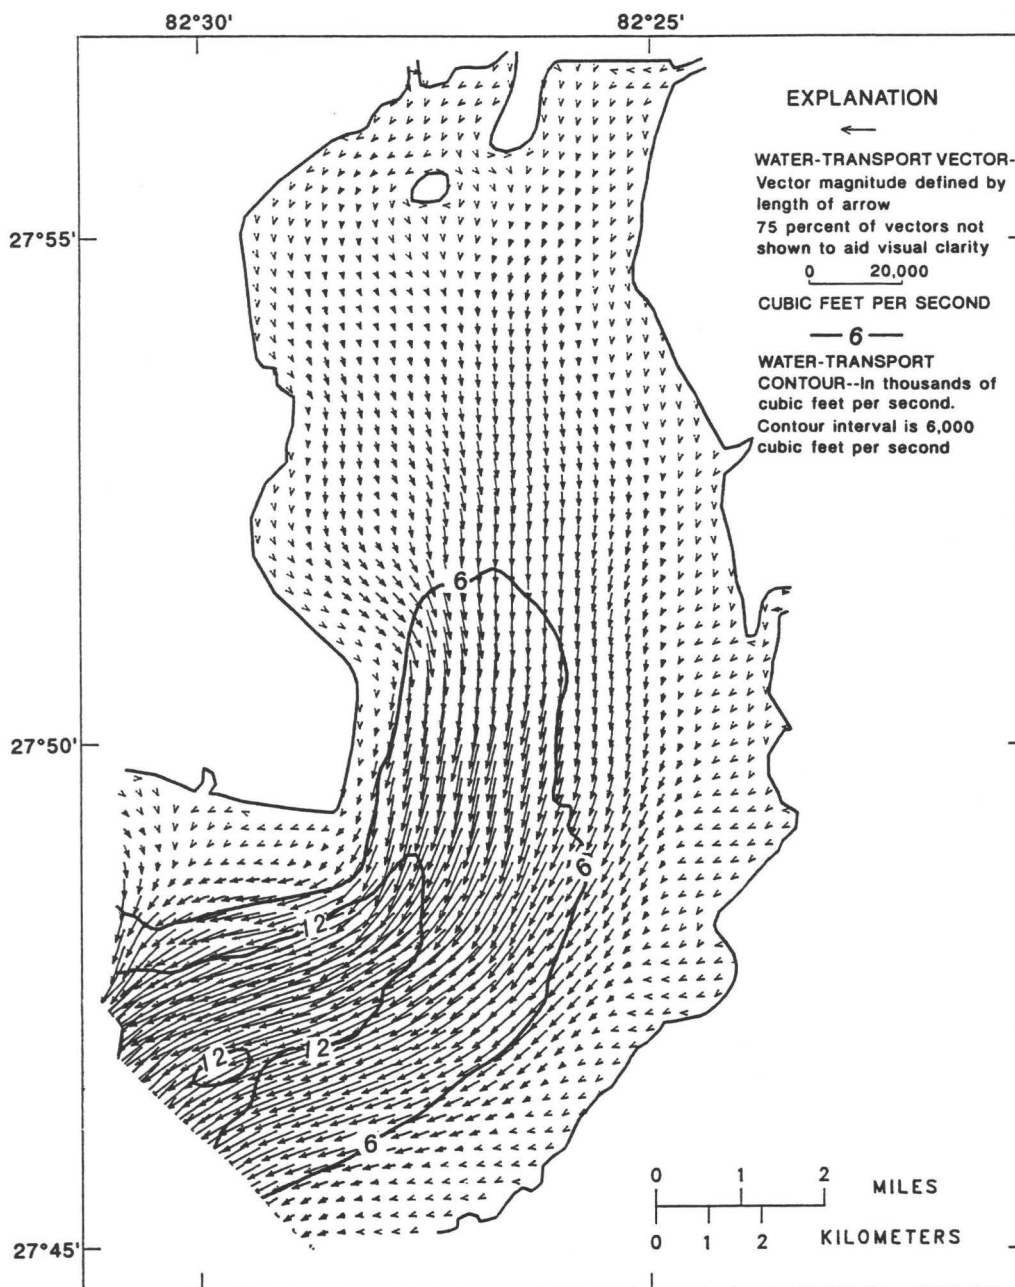 82°30' 82°25'
EXPLANATION
WATER-TRANSPORT VECTOR-
Vector magnitude defined by
length of arrow
75 percent of vectors not
shown to aid visual clarity
0 20,000
CUBIC FEET PER SECOND
6
WATER-TRANSPORT
CONTOUR--In thousands of
cubic feet per second.
Contour interval is 6,000
cubic feet per second
27°55'
6
27°50'
6
12
12
12
6
0 1 2 MILES
0 1 2 KILOMETERS
27°45'